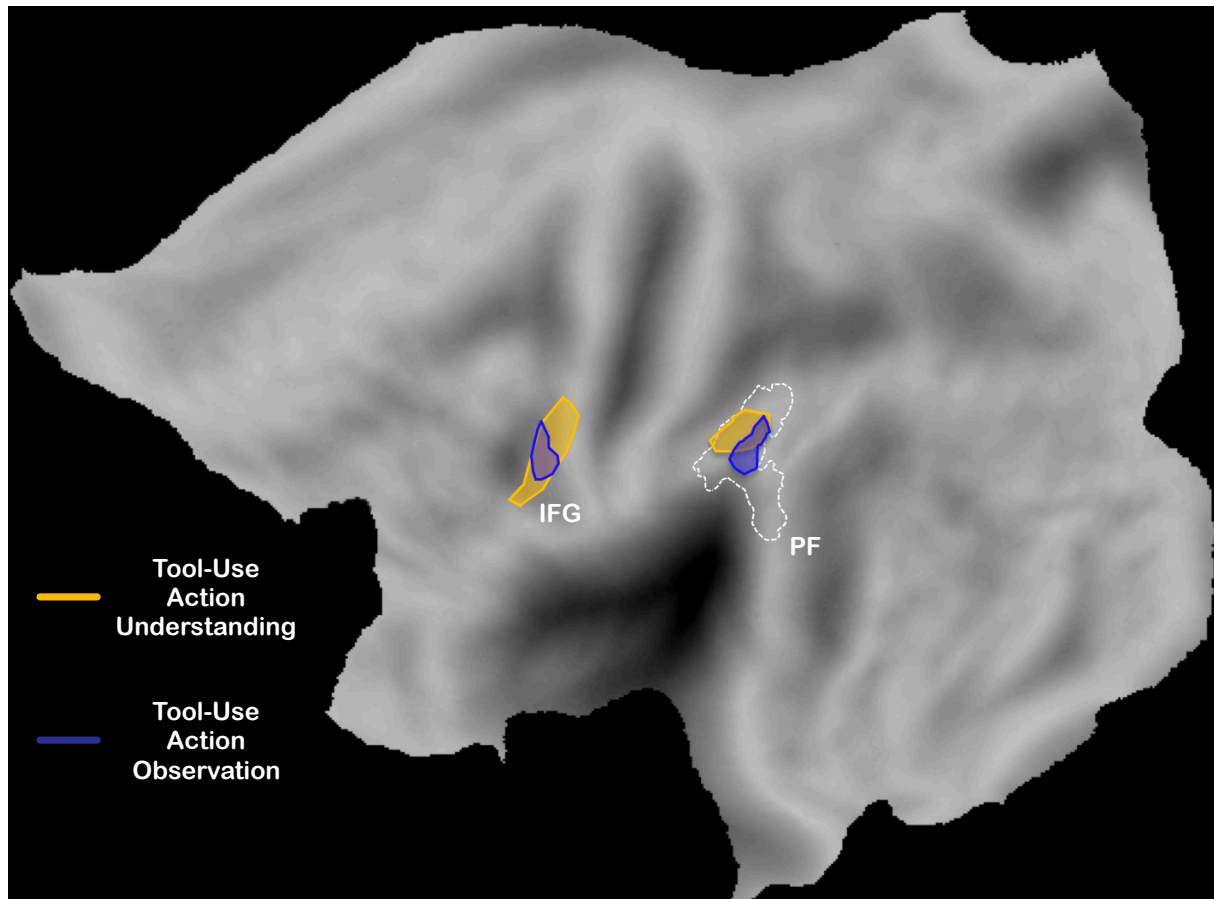 IFG
PF
Tool-Use
Action
Understanding
Tool-Use
Action
Observation